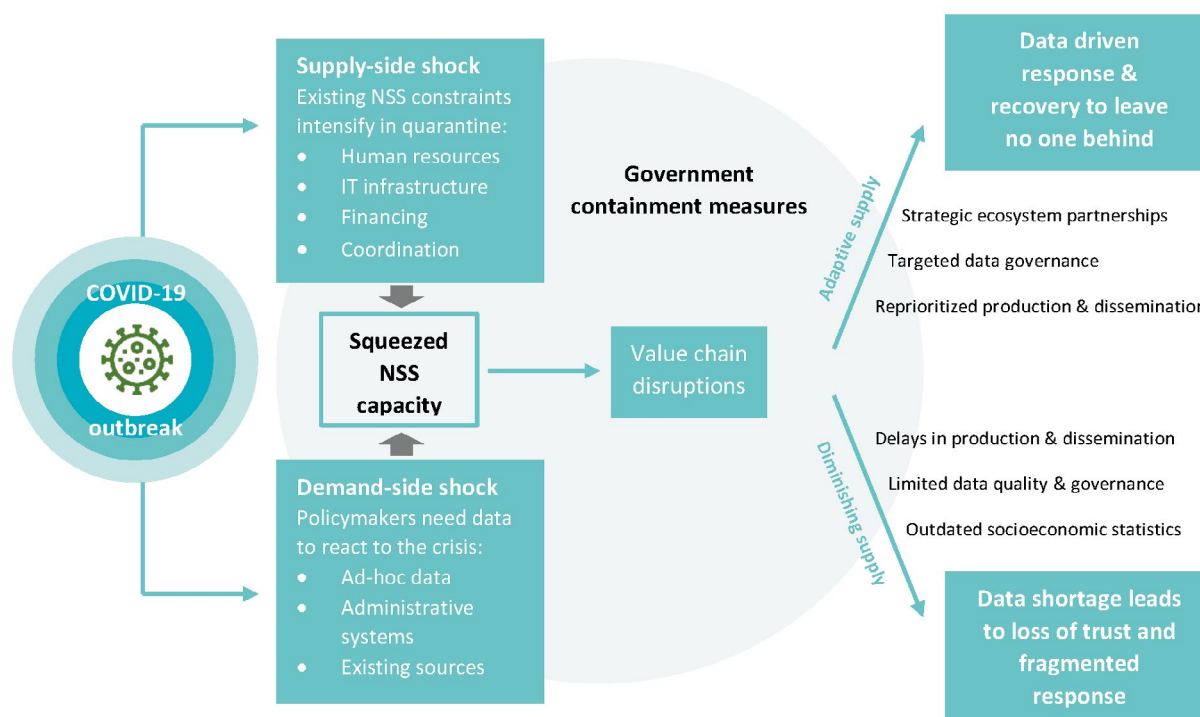 COVID-19
outbreak
Supply-side shock
Existing NSS constraints
intensify in quarantine:
• Human resources
• IT infrastructure
• Financing
• Coordination
Squeezed
NSS
capacity
Demand-side shock
Policymakers need data
to react to the crisis:
• Ad-hoc data
• Administrative
systems
• Existing sources
Government
containment measures
Value chain
disruptions
Adaptive supply
Diminishing supply
Data driven
response &
recovery to leave
no one behind
Strategic ecosystem partnerships
Targeted data governance
Reprioritized production & dissemination
Delays in production & dissemination
Limited data quality & governance
Outdated socioeconomic statistics
Data shortage leads
to loss of trust and
fragmented
response